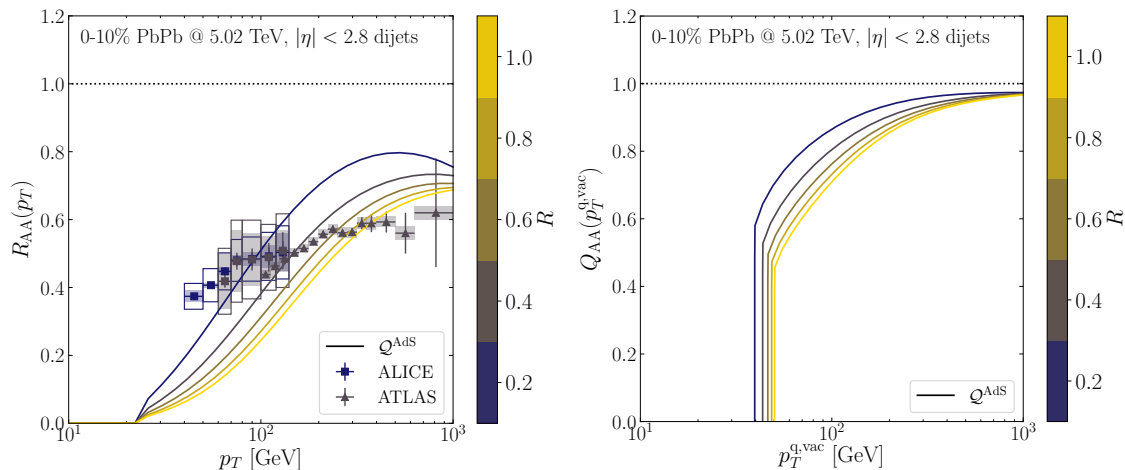 0-10% PbPb @ 5.02 TeV, |η| < 2.8 dijets
R_AA(p_T)
1.2
1.0
0.8
0.6
0.4
0.2
0.0
Q^AdS
ALICE
ATLAS
10^1
10^2
10^3
p_T [GeV]
1.0
0.8
0.6
0.4
0.2
R
0-10% PbPb @ 5.02 TeV, |η| < 2.8 dijets
Q_AA(p_T^{q,vac})
1.2
1.0
0.8
0.6
0.4
0.2
0.0
Q^AdS
10^1
10^2
10^3
p_T^{q,vac} [GeV]
1.0
0.8
0.6
0.4
0.2
R